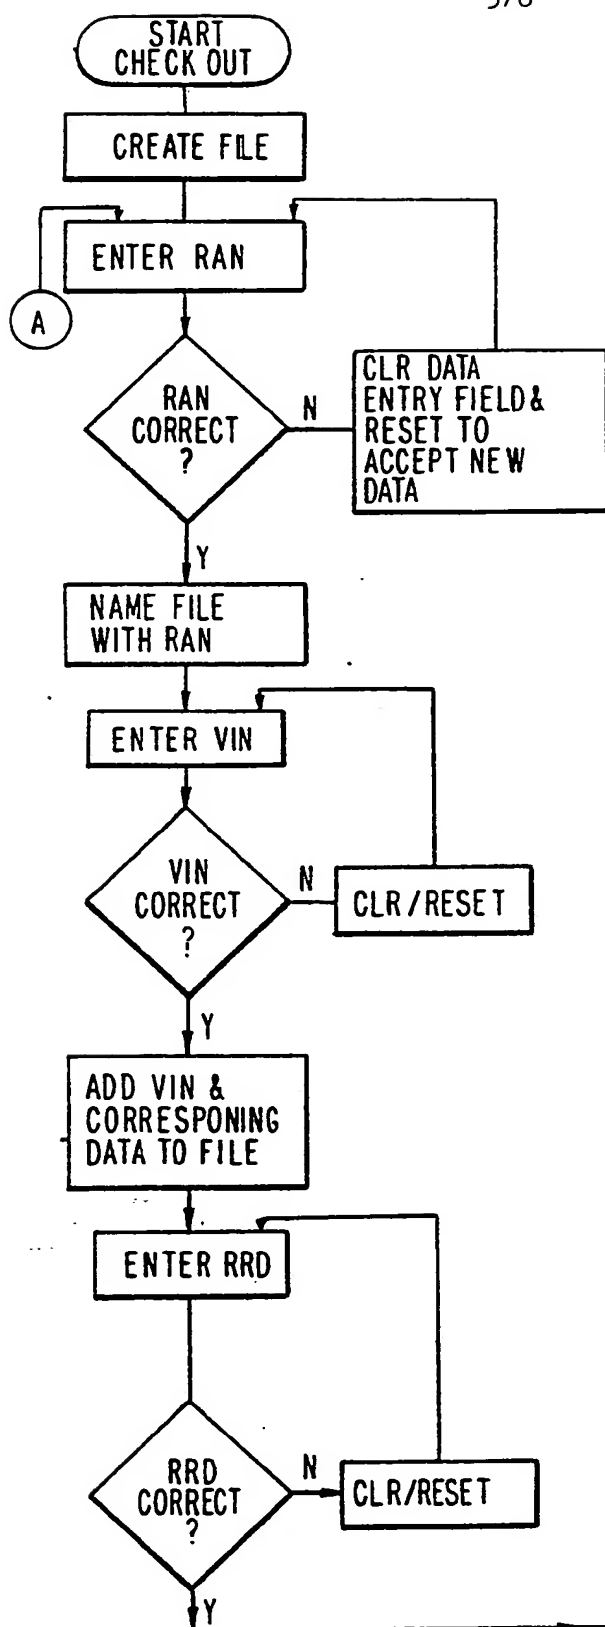 START
CHECK OUT
CREATE FILE
ENTER RAN
A
RAN
CORRECT
?
N
CLR DATA
ENTRY FIELD &
RESET TO
ACCEPT NEW
DATA
Y
NAME FILE
WITH RAN
ENTER VIN
VIN
CORRECT
?
N
CLR/RESET
Y
ADD VIN &
CORRESPONING
DATA TO FILE
ENTER RRD
RRD
CORRECT
?
N
CLR/RESET
Y